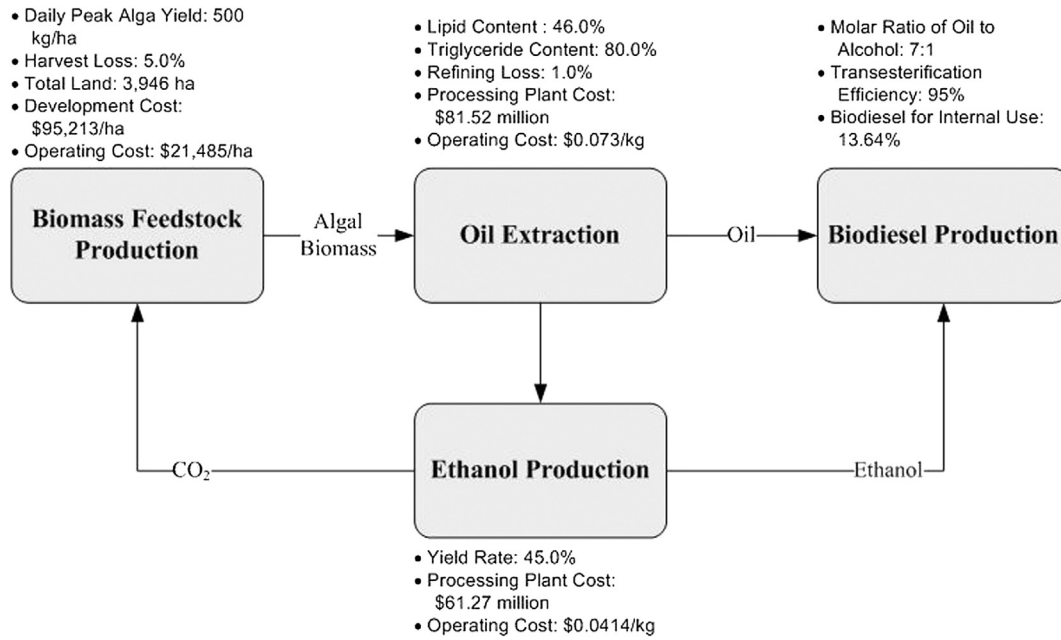 • Daily Peak Alga Yield: 500
kg/ha
• Harvest Loss: 5.0%
• Total Land: 3,946 ha
• Development Cost:
$95,213/ha
• Operating Cost: $21,485/ha
• Lipid Content : 46.0%
• Triglyceride Content: 80.0%
• Refining Loss: 1.0%
• Processing Plant Cost:
$81.52 million
• Operating Cost: $0.073/kg
• Molar Ratio of Oil to
Alcohol: 7:1
• Transesterification
Efficiency: 95%
• Biodiesel for Internal Use:
13.64%
Biomass Feedstock
Production
Algal
Biomass
Oil Extraction
Oil
Biodiesel Production
CO₂
Ethanol Production
Ethanol
• Yield Rate: 45.0%
• Processing Plant Cost:
$61.27 million
• Operating Cost: $0.0414/kg